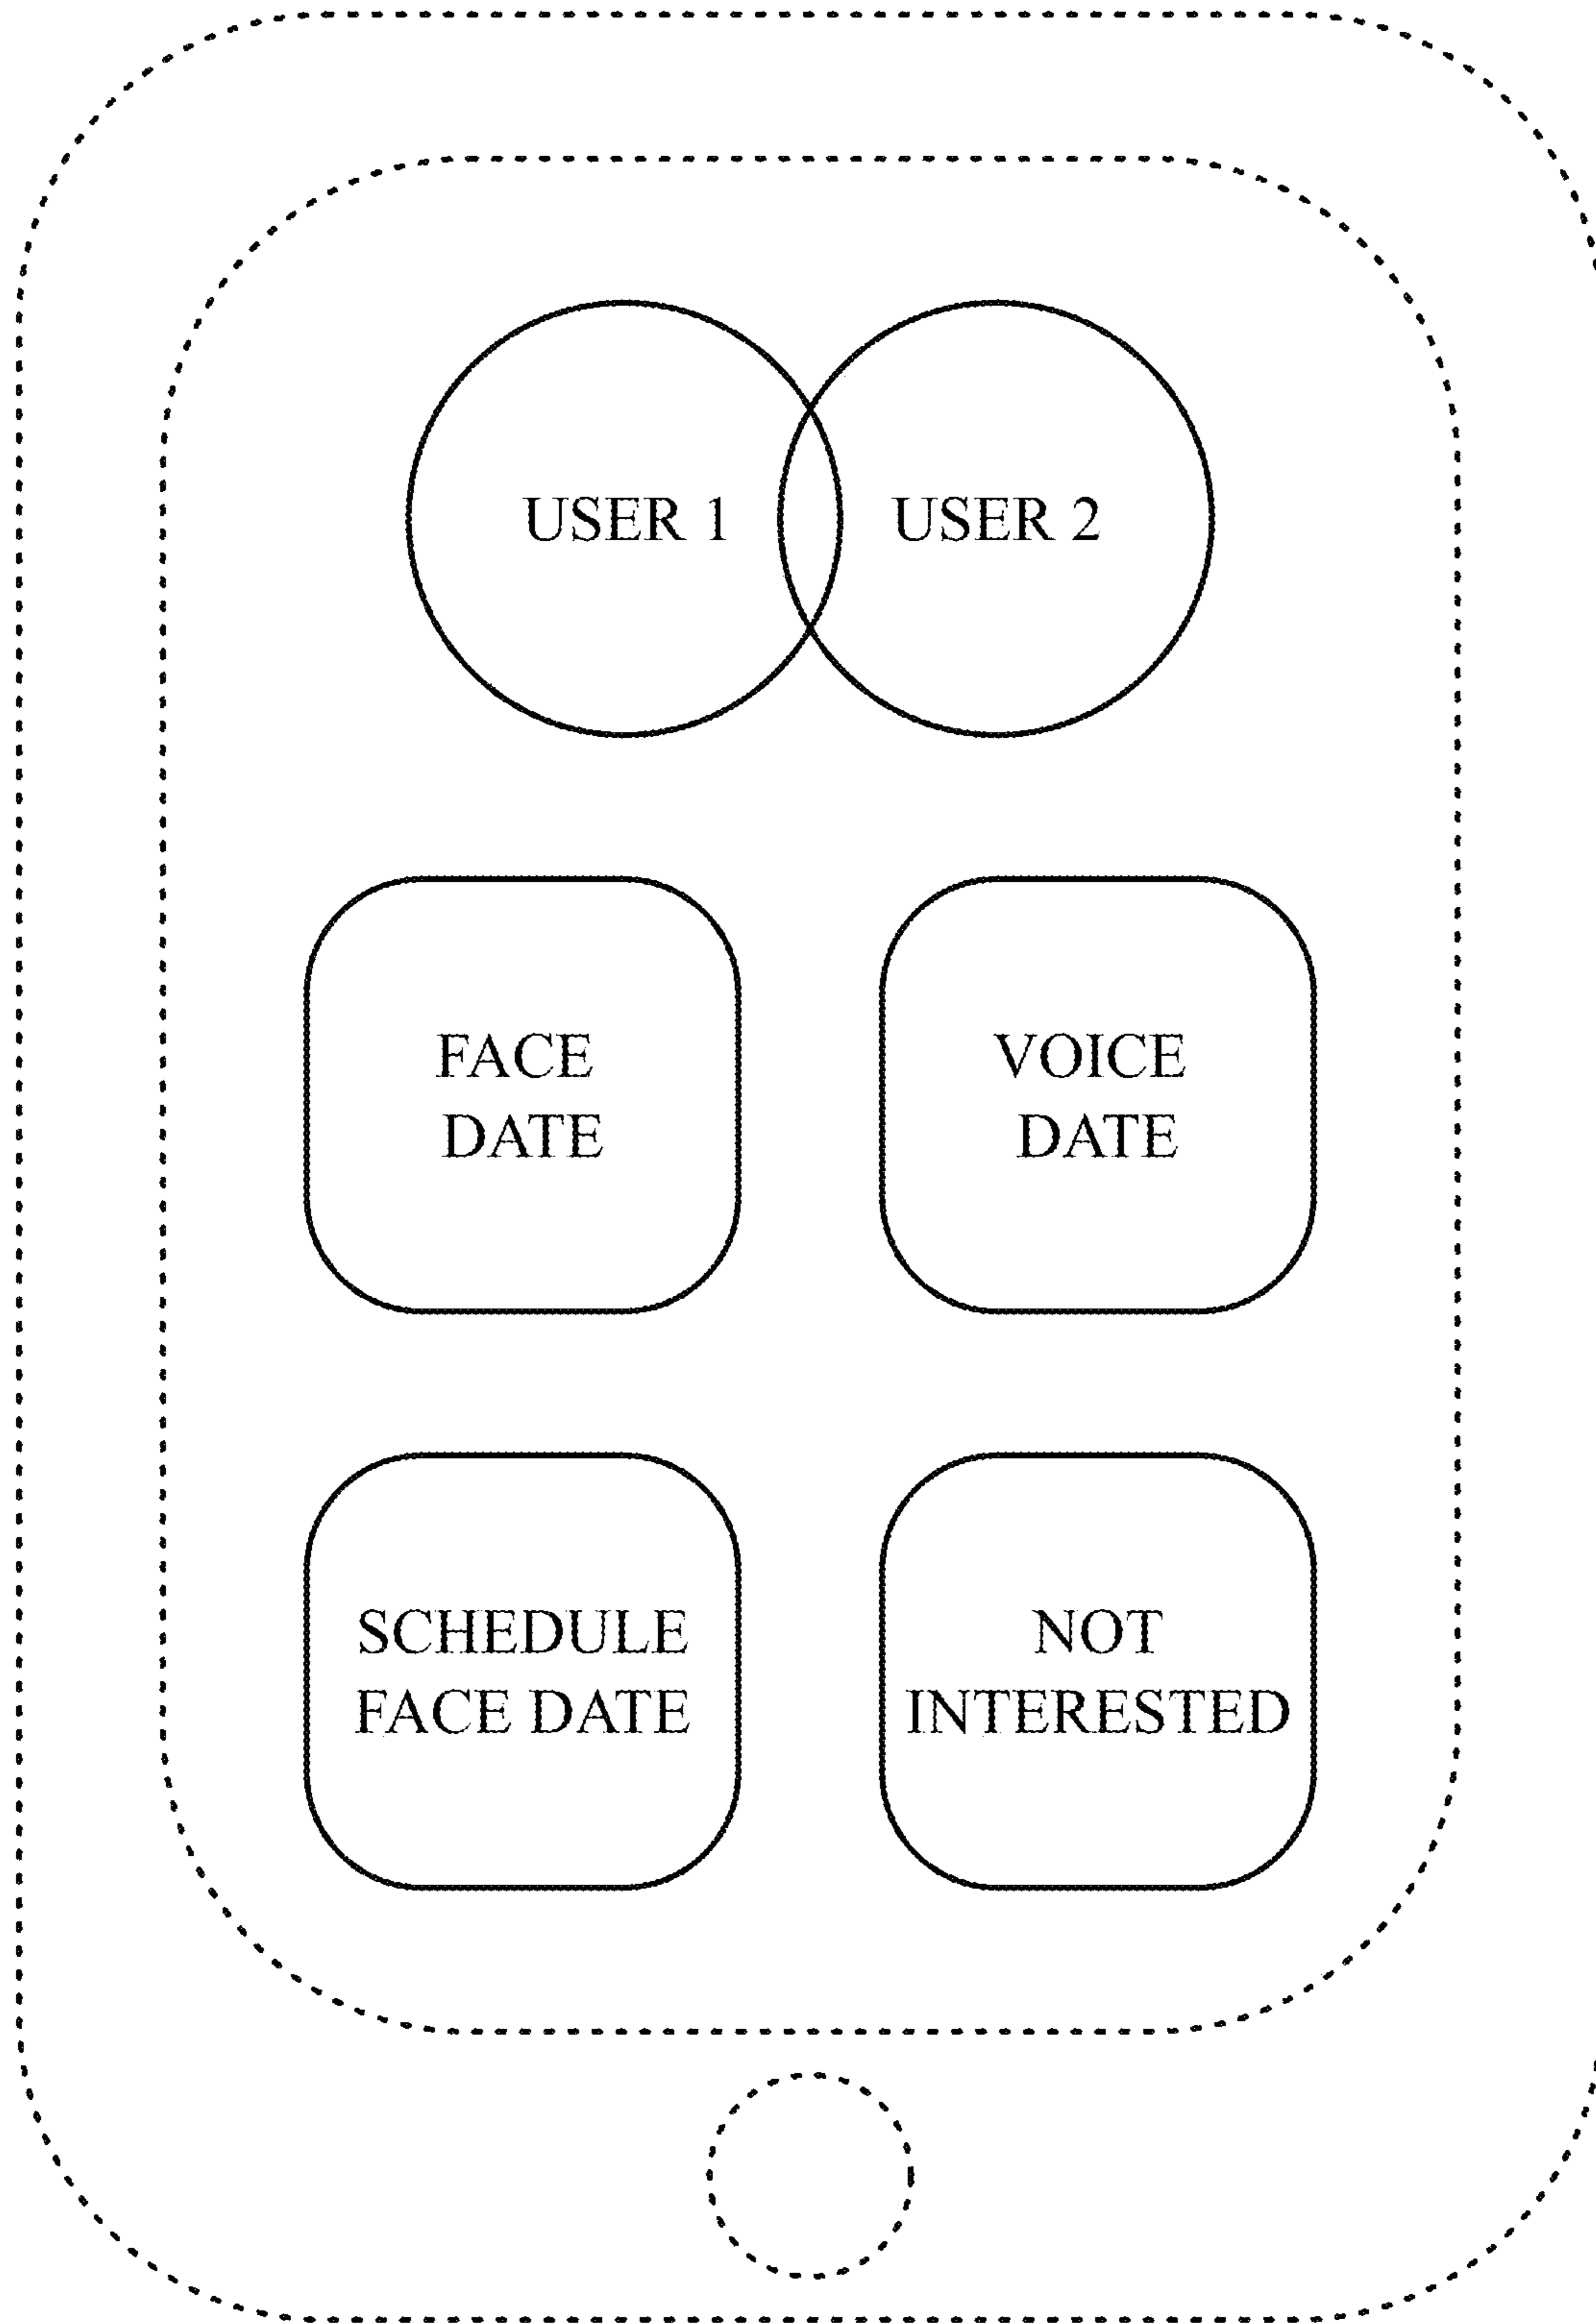 USER 1 USER 2
FACE
DATE
VOICE
DATE
SCHEDULE
FACE DATE
NOT
INTERESTED